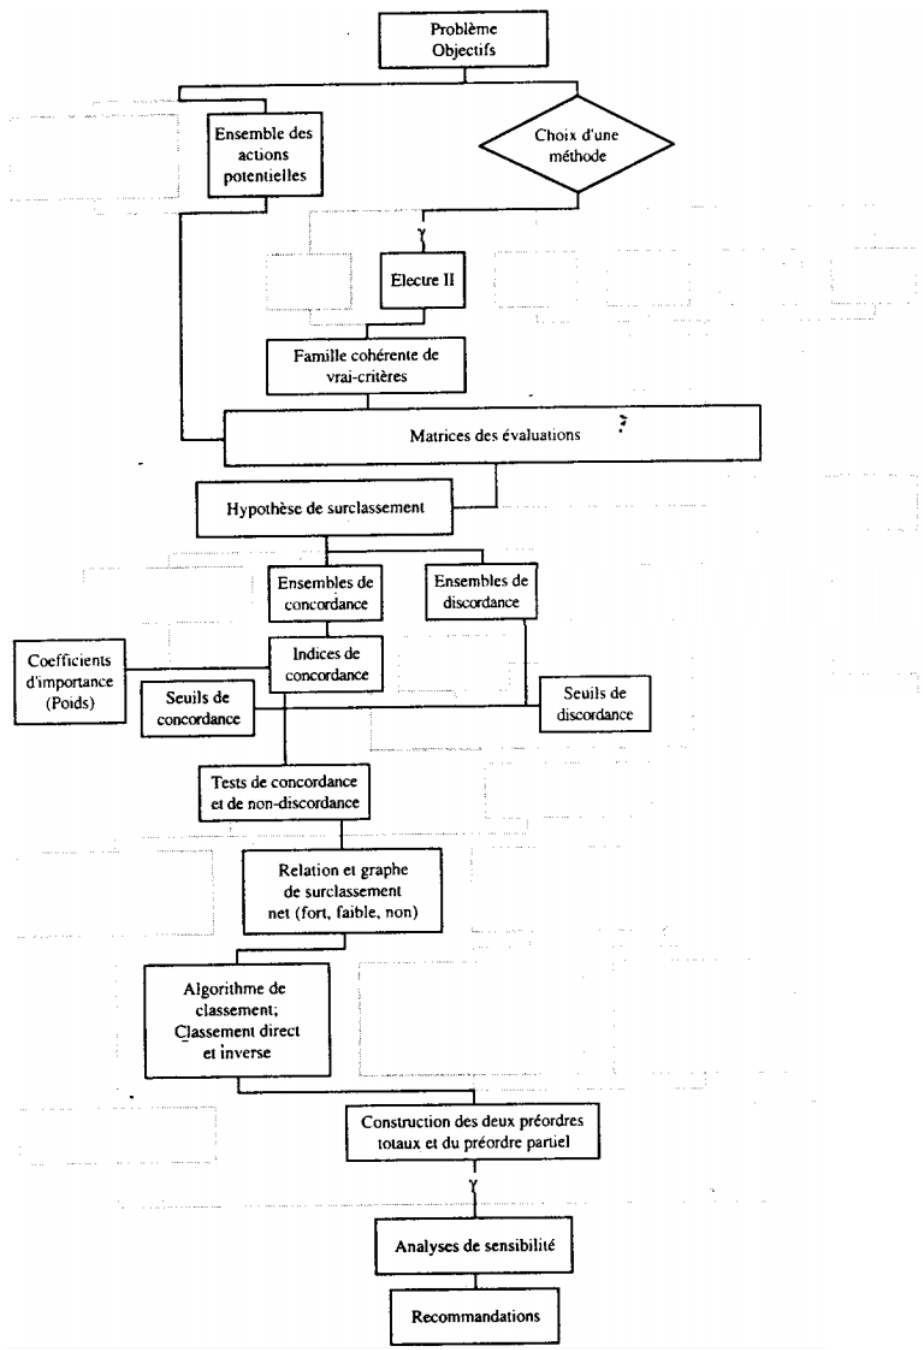 Problème
Objectifs
Ensemble des
actions
potentielles
Choix d'une
méthode
γ
Électre II
Famille cohérente de
vrai-critères
Matrices des évaluations
Hypothèse de surclassement
Ensembles de
concordance
Ensembles de
discordance
Coefficients
d'importance
(Poids)
Indices de
concordance
Seuils de
concordance
Seuils de
discordance
Tests de concordance
et de non-discordance
Relation et graphe
de surclassement
net (fort, faible, non)
Algorithme de
classement;
Classement direct
et inverse
Construction des deux préordres
totaux et du préordre partiel
γ
Analyses de sensibilité
Recommandations